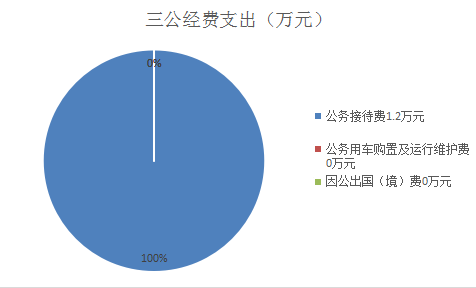 三公经费支出（万元）
0%
100%
公务接待费1.2万元
公务用车购置及运行维护费
0万元
因公出国（境）费0万元